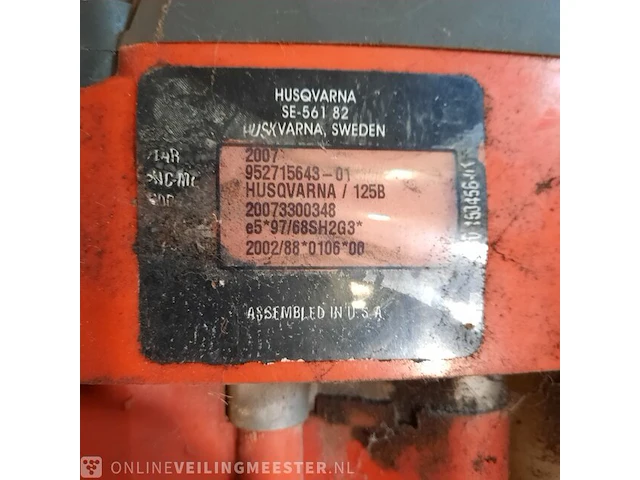 HUSQVARNA
SE-561 82
HUSKVARNA, SWEDEN
2007
952715643-01
HUSQVARNA / 125B
20073300348
e5*97/68SH2G3*
2002/88*0106*00
ASSEMBLED IN U.S.A
ONLINEVEILINGMEESTER.NL